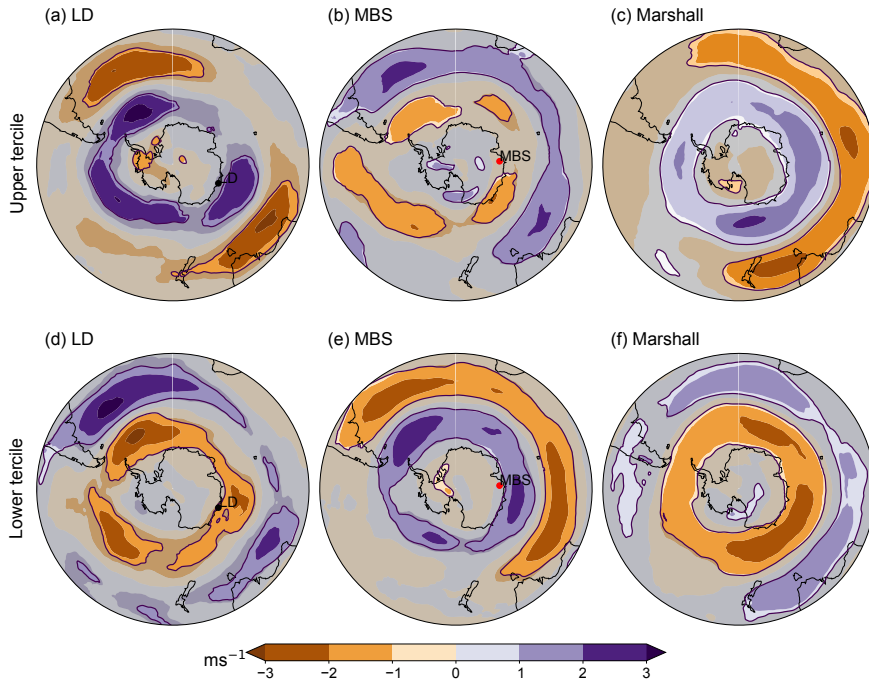 (a) LD
(b) MBS
(c) Marshall
Upper tercile
LD
MBS
(d) LD
(e) MBS
(f) Marshall
Lower tercile
LD
MBS
ms−1
−3 −2 −1 0 1 2 3